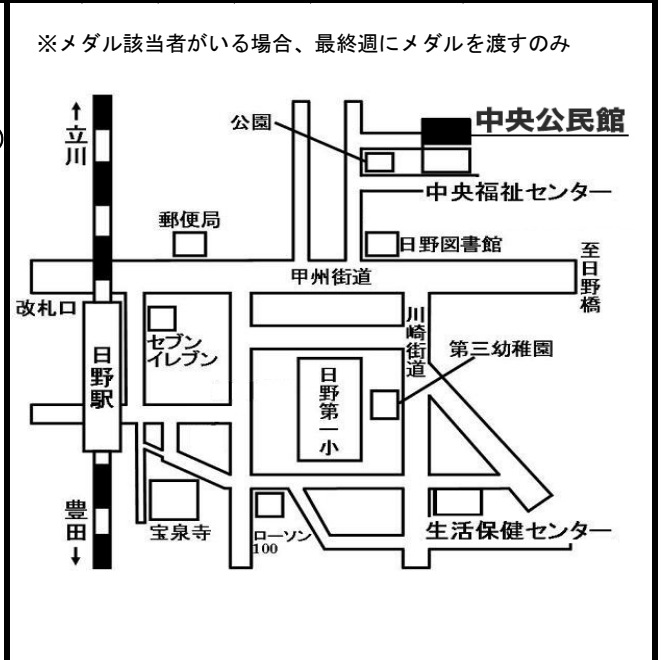 ※メダル該当者がいる場合、最終週にメダルを渡すのみ
)
↑立川
公園
中央公民館
中央福祉センター
郵便局
日野図書館
甲州街道
至日野橋
改札口
セブン
イレブン
川崎街道
第三幼稚園
日野駅
日野第一小
豊田↓
宝泉寺
ローソン
100
生活保健センター